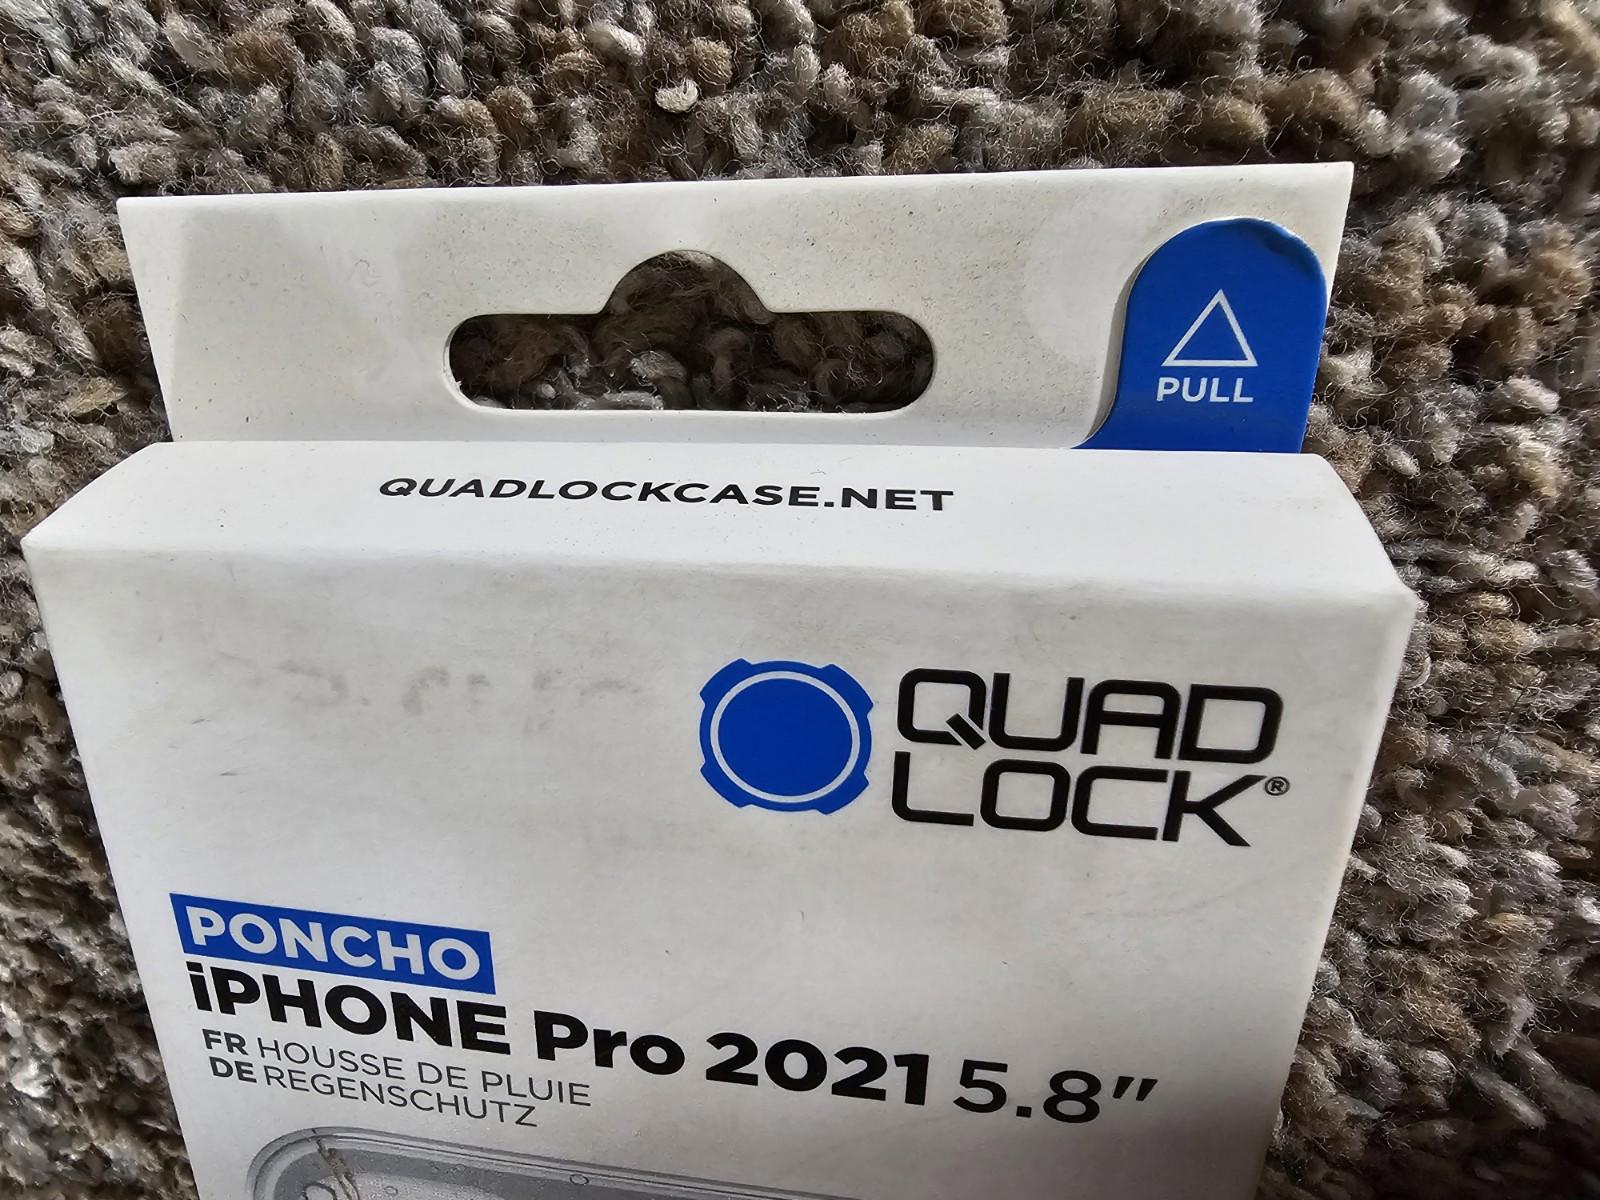 PULL
QUADLOCKCASE.NET
QUAD
LOCK®
PONCHO
iPHONE Pro 2021 5.8"
FR HOUSSE DE PLUIE
DE REGENSCHUTZ